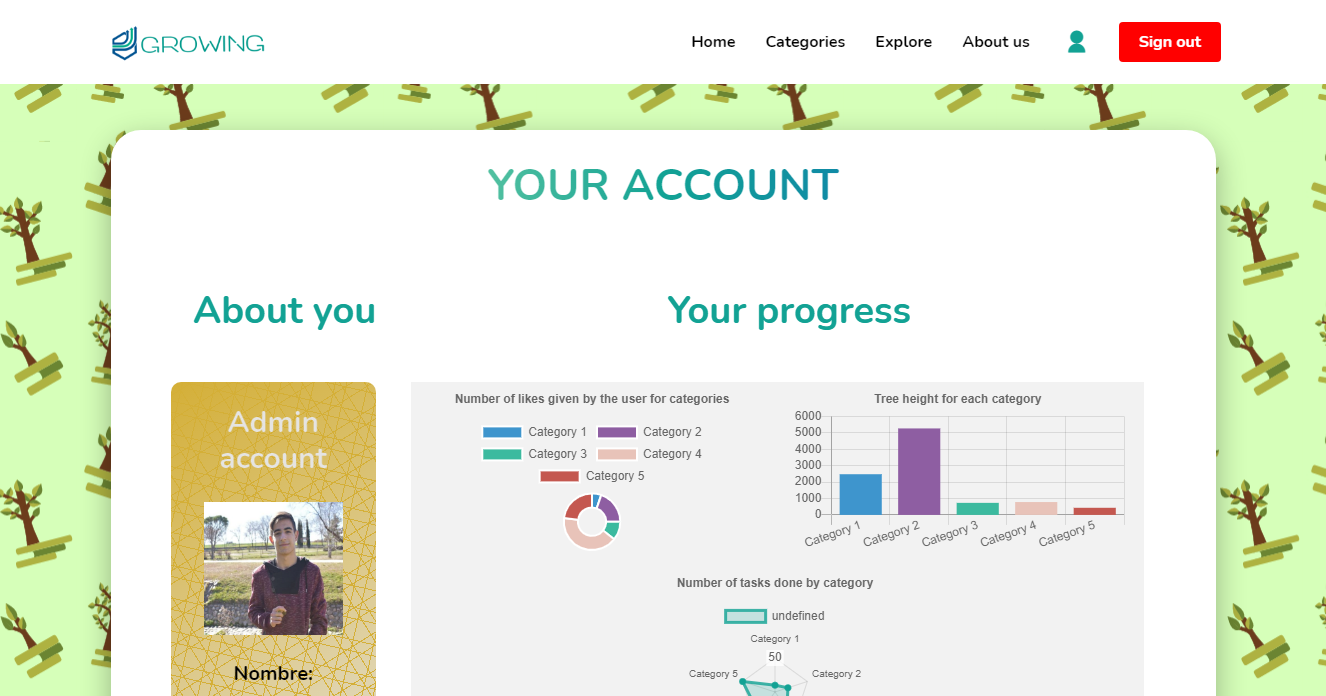 GROWING
Home
Categories
Explore
About us
Sign out
YOUR ACCOUNT
About you
Your progress
Admin
account
Nombre:
Number of likes given by the user for categories
Category 1
Category 2
Category 3
Category 4
Category 5
Tree height for each category
6000
5000
4000
3000
2000
1000
0
Category 1
Category 2
Category 3
Category 4
Category 5
Number of tasks done by category
undefined
Category 1
50
Category 5
Category 2